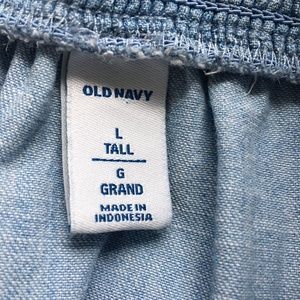 OLD NAVY
L
TALL
G
GRAND
MADE IN
INDONESIA